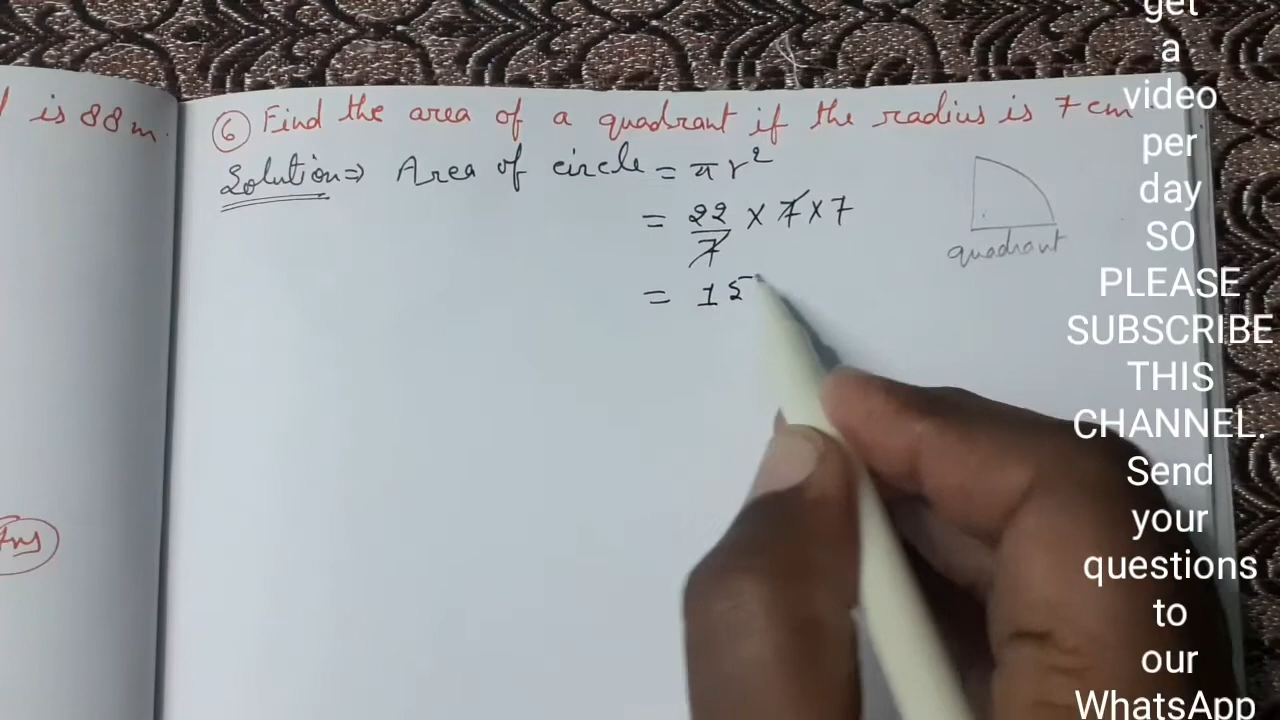 is 88 m.
⑥ Find the area of a quadrant if the radius is 7 cm.
Solution ⇒ Area of circle = πr²
= 22/7 × 7 × 7
= 15
quadrant
Ans
get
a
video
per
day
SO
PLEASE
SUBSCRIBE
THIS
CHANNEL.
Send
your
questions
to
our
WhatsApp